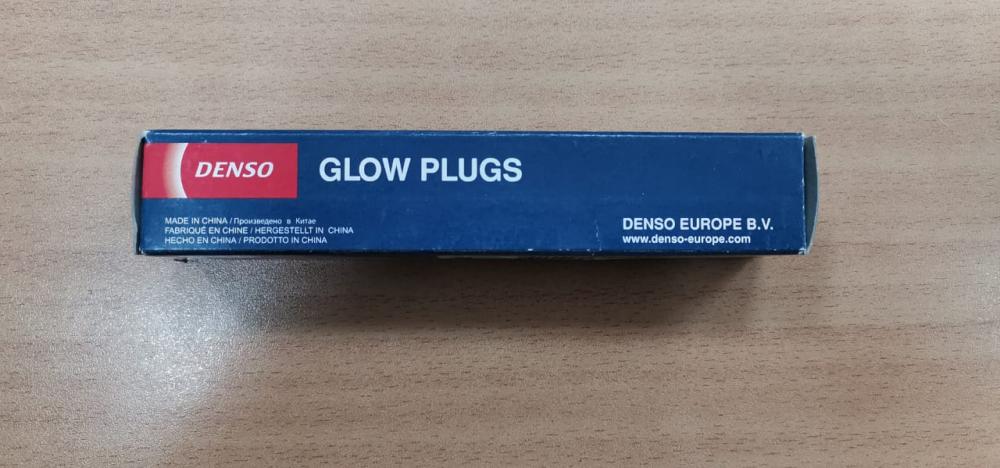 DENSO
GLOW PLUGS
MADE IN CHINA / Произведено в Китае
FABRIQUÉ EN CHINE / HERGESTELLT IN CHINA
HECHO EN CHINA / PRODOTTO IN CHINA
DENSO EUROPE B.V.
www.denso-europe.com